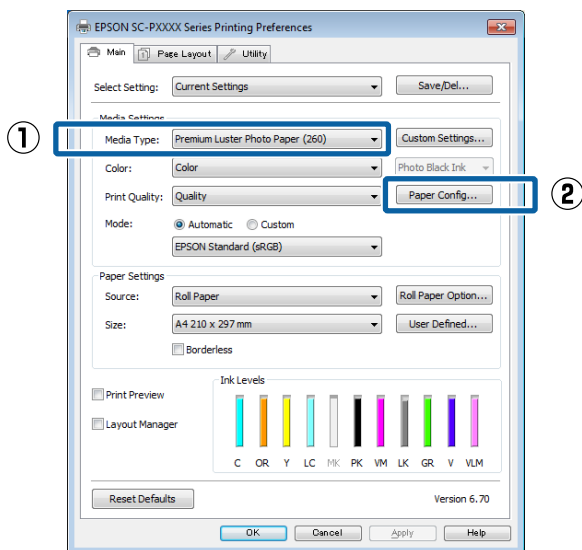 EPSON SC-PXXXX Series Printing Preferences
Main Page Layout Utility
Select Setting: Current Settings Save/Del...
Media Settings
① Media Type: Premium Luster Photo Paper (260) Custom Settings...
Color: Color Photo Black Ink
Print Quality: Quality Paper Config... ②
Mode: Automatic Custom
EPSON Standard (sRGB)
Paper Settings
Source: Roll Paper Roll Paper Option...
Size: A4 210 x 297 mm User Defined...
Borderless
Ink Levels
Print Preview
Layout Manager
C OR Y LC MK PK VM LK GR V VLM
Reset Defaults Version 6.70
OK Cancel Apply Help